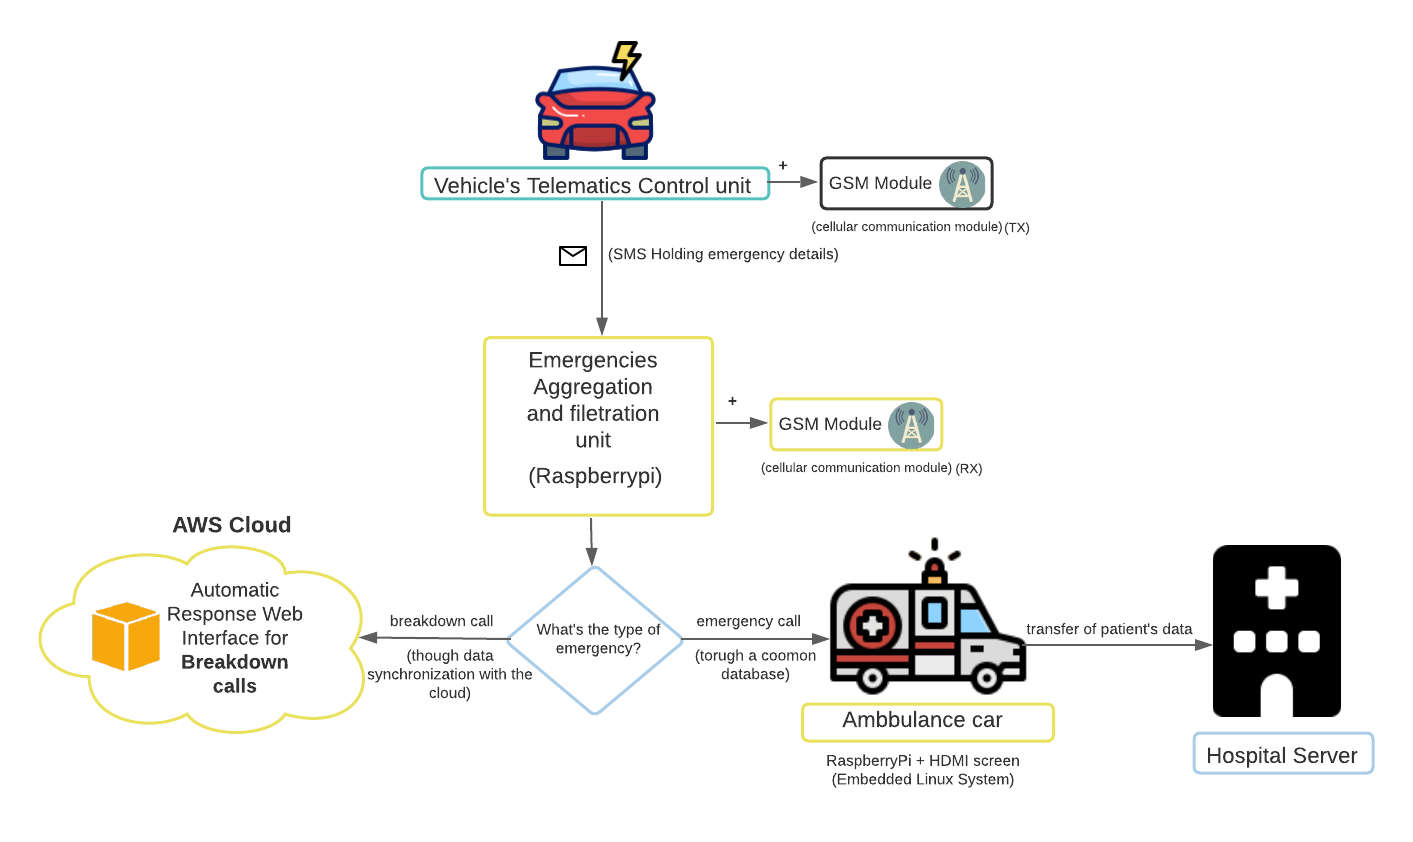 Vehicle's Telematics Control unit
+
GSM Module
(cellular communication module) (TX)
(SMS Holding emergency details)
Emergencies
Aggregation
and filetration
unit
(Raspberrypi)
+
GSM Module
(cellular communication module) (RX)
AWS Cloud
Automatic
Response Web
Interface for
Breakdown
calls
breakdown call
(though data
synchronization with the
cloud)
What's the type of
emergency?
emergency call
(torugh a coomon
database)
transfer of patient's data
Ambbulance car
RaspberryPi + HDMI screen
(Embedded Linux System)
Hospital Server